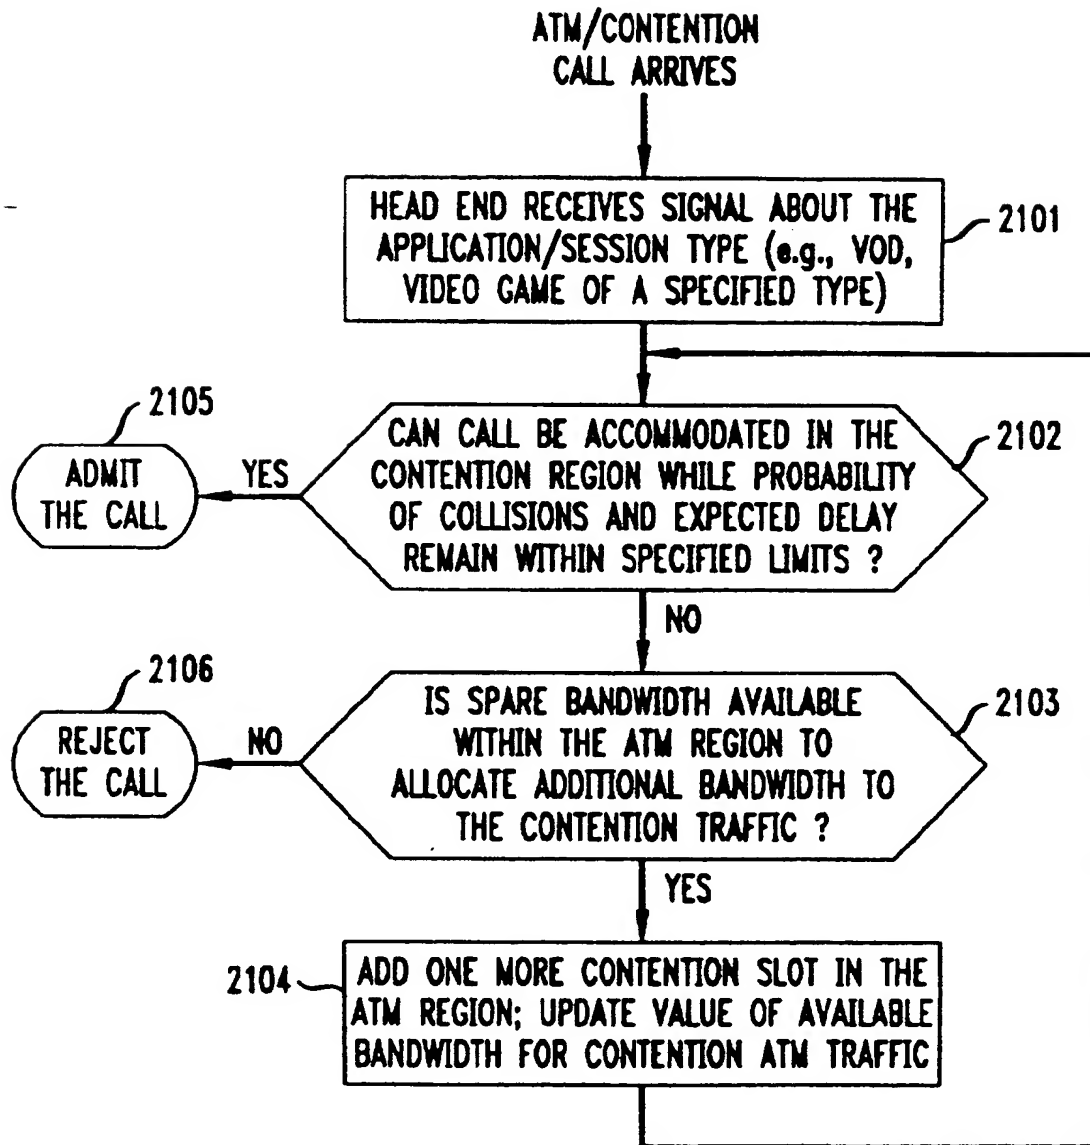 ATM/CONTENTION
CALL ARRIVES
HEAD END RECEIVES SIGNAL ABOUT THE
APPLICATION/SESSION TYPE (e.g., VOD,
VIDEO GAME OF A SPECIFIED TYPE)
2101
2105
ADMIT
THE CALL
YES
CAN CALL BE ACCOMMODATED IN THE
CONTENTION REGION WHILE PROBABILITY
OF COLLISIONS AND EXPECTED DELAY
REMAIN WITHIN SPECIFIED LIMITS ?
2102
NO
2106
REJECT
THE CALL
NO
IS SPARE BANDWIDTH AVAILABLE
WITHIN THE ATM REGION TO
ALLOCATE ADDITIONAL BANDWIDTH TO
THE CONTENTION TRAFFIC ?
2103
YES
2104
ADD ONE MORE CONTENTION SLOT IN THE
ATM REGION; UPDATE VALUE OF AVAILABLE
BANDWIDTH FOR CONTENTION ATM TRAFFIC